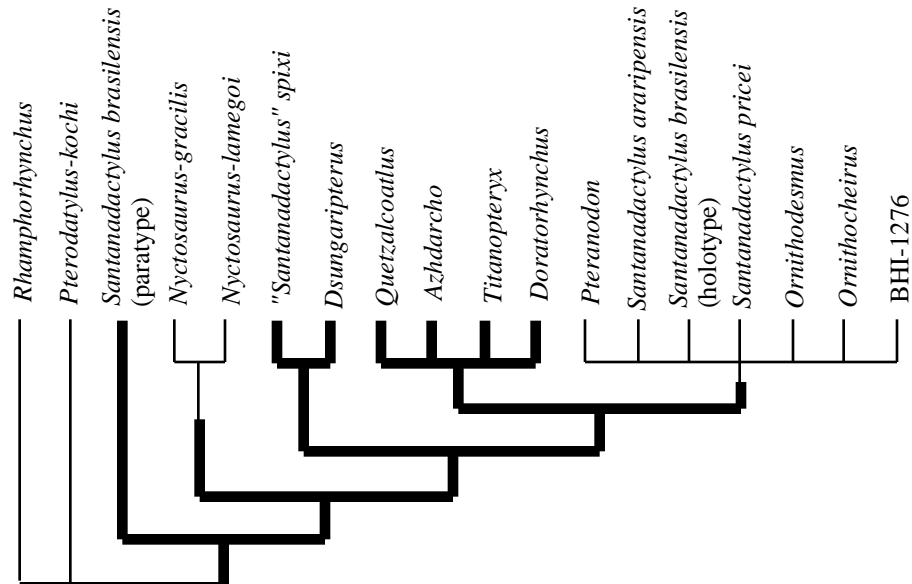 Rhamphorhynchus
Pterodatylus-kochi
Santanadactylus brasilensis
(paratype)
Nyctosaurus-gracilis
Nyctosaurus-lamegoi
"Santanadactylus" spixi
Dsungaripterus
Quetzalcoatlus
Azhdarcho
Titanopteryx
Doratorhynchus
Pteranodon
Santanadactylus araripensis
Santanadactylus brasilensis
(holotype)
Santanadactylus pricei
Ornithodesmus
Ornithocheirus
BHI-1276